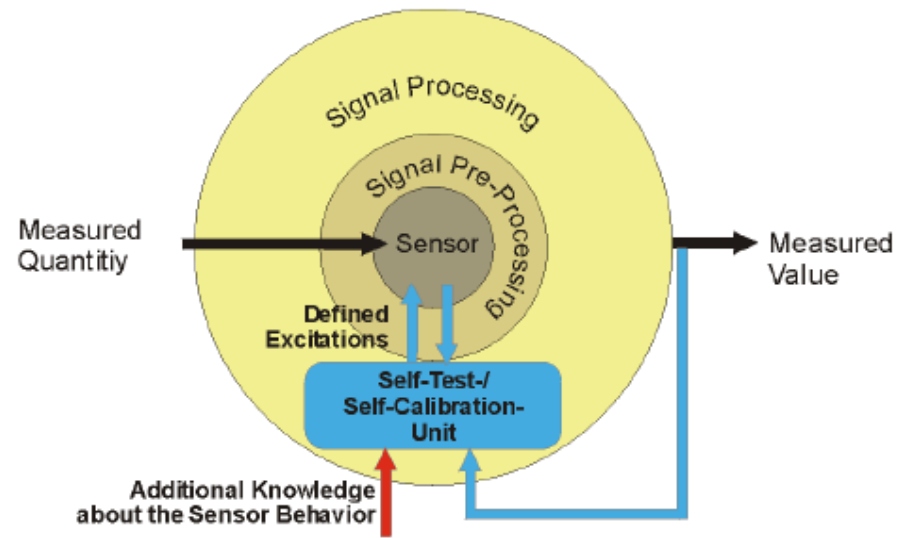 Signal Processing
Signal Pre-Processing
Measured
Quantitiy
Sensor
Measured
Value
Defined
Excitations
Self-Test-/
Self-Calibration-
Unit
Additional Knowledge
about the Sensor Behavior